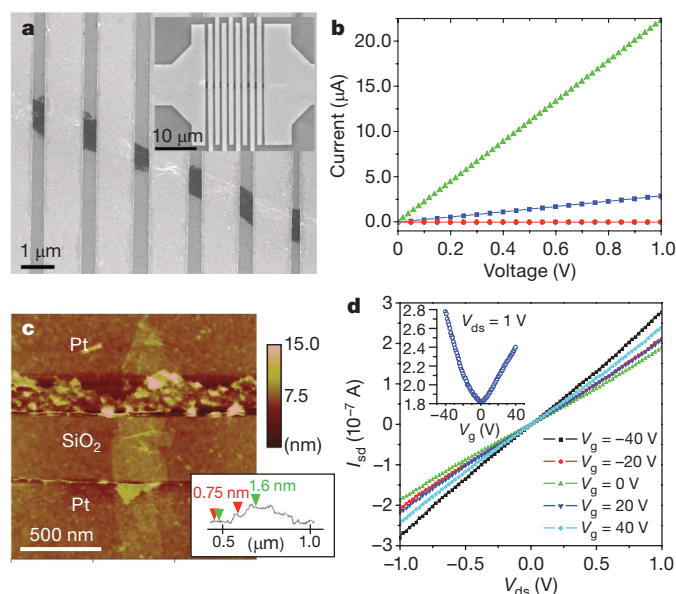 a
10 μm
1 μm
b
Current (μA)
20.0
15.0
10.0
5.0
0.0
0 0.2 0.4 0.6 0.8 1.0
Voltage (V)
c
Pt
SiO2
Pt
500 nm
15.0
7.5
(nm)
0.75 nm
1.6 nm
0.5 (μm) 1.0
d
Isd (10–7 A)
3
2
1
0
–1
–2
–3
–1.0 –0.5 0.0 0.5 1.0
Vds (V)
2.8
2.6
2.4
2.2
2.0
1.8
Vds = 1 V
–40 0 40
Vg (V)
Vg = –40 V
Vg = –20 V
Vg = 0 V
Vg = 20 V
Vg = 40 V